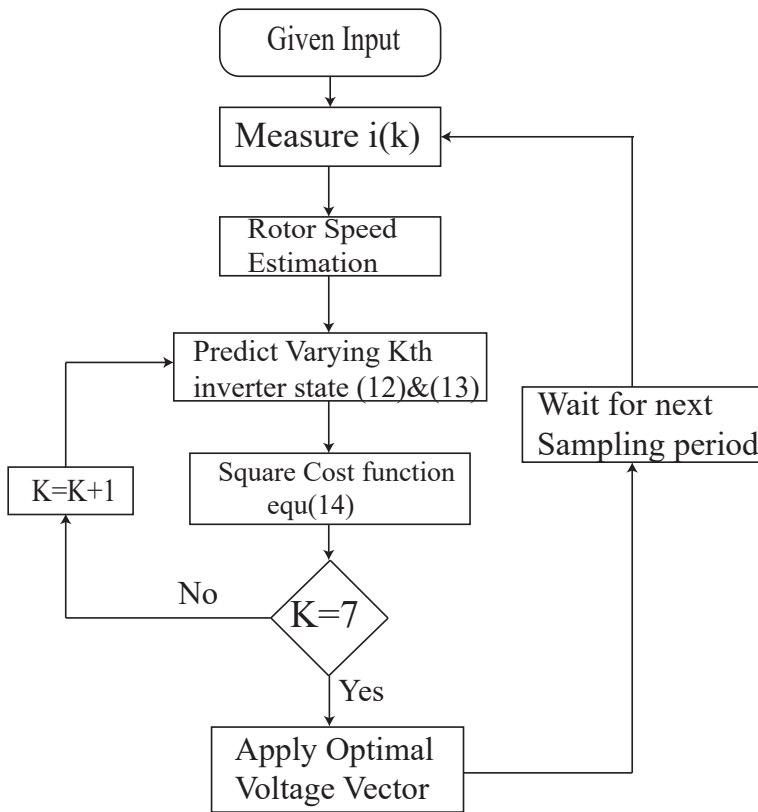 Given Input
Measure i(k)
Rotor Speed
Estimation
Predict Varying Kth
inverter state (12)&(13)
Wait for next
Sampling period
K=K+1
Square Cost function
equ(14)
No
K=7
Yes
Apply Optimal
Voltage Vector